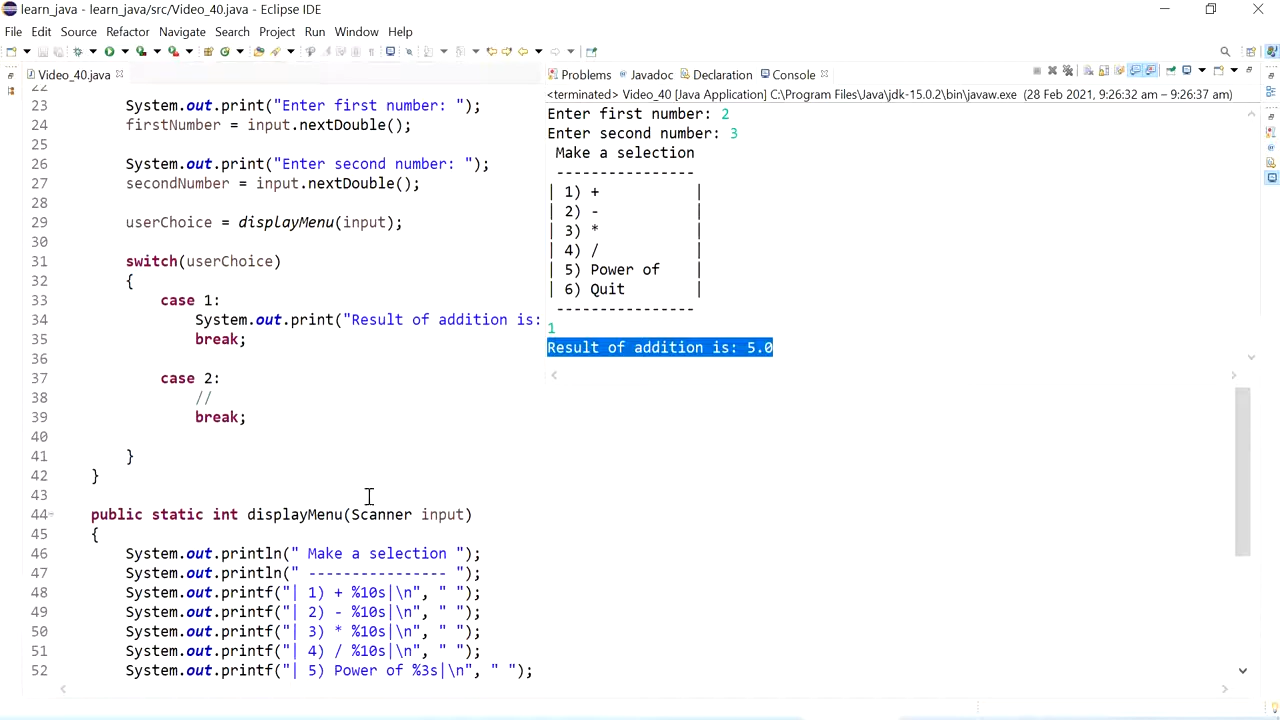 learn_java - learn_java/src/Video_40.java - Eclipse IDE
File Edit Source Refactor Navigate Search Project Run Window Help
Video_40.java
22
23 System.out.print("Enter first number: ");
24 firstNumber = input.nextDouble();
25
26 System.out.print("Enter second number: ");
27 secondNumber = input.nextDouble();
28
29 userChoice = displayMenu(input);
30
31 switch(userChoice)
32 {
33 case 1:
34 System.out.print("Result of addition is:
35 break;
36
37 case 2:
38 //
39 break;
40
41 }
42 }
43
44 public static int displayMenu(Scanner input)
45 {
46 System.out.println(" Make a selection ");
47 System.out.println(" ---------------- ");
48 System.out.printf("| 1) + %10s|\n", " ");
49 System.out.printf("| 2) - %10s|\n", " ");
50 System.out.printf("| 3) * %10s|\n", " ");
51 System.out.printf("| 4) / %10s|\n", " ");
52 System.out.printf("| 5) Power of %3s|\n", " ");
Problems Javadoc Declaration Console
<terminated> Video_40 [Java Application] C:\Program Files\Java\jdk-15.0.2\bin\javaw.exe (28 Feb 2021, 9:26:32 am – 9:26:37 am)
Enter first number: 2
Enter second number: 3
Make a selection
----------------
| 1) + |
| 2) - |
| 3) * |
| 4) / |
| 5) Power of |
| 6) Quit |
----------------
1
Result of addition is: 5.0